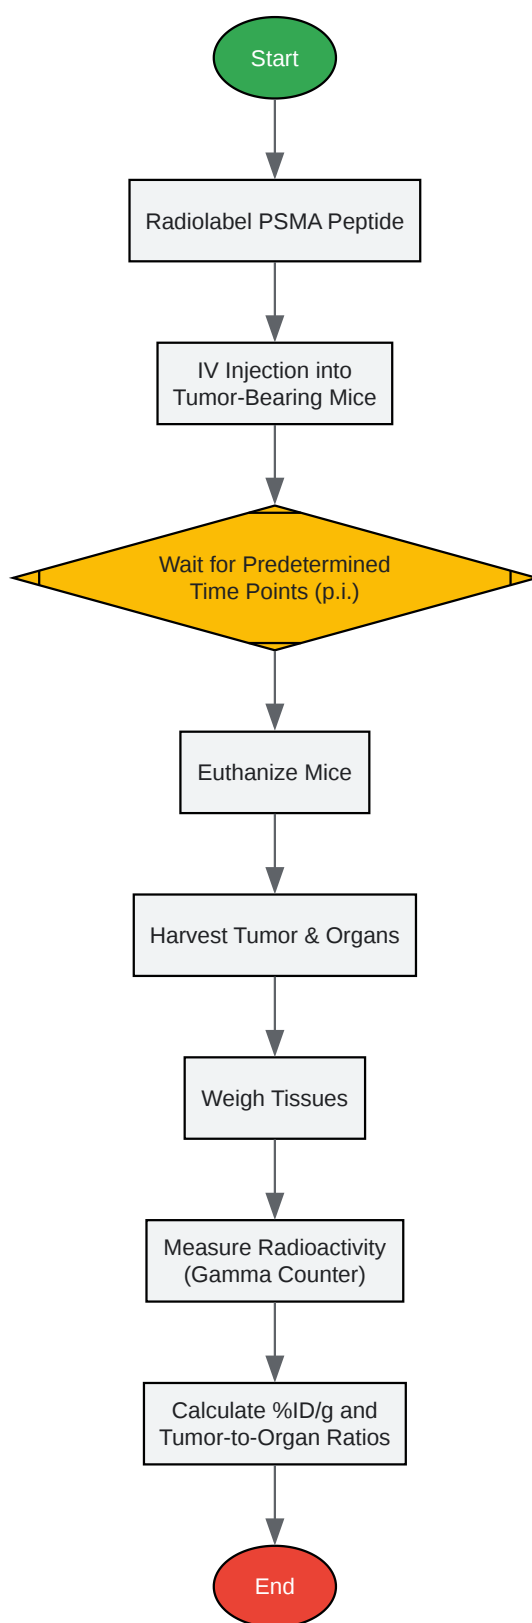 Start
Radiolabel PSMA Peptide
IV Injection into
Tumor-Bearing Mice
Wait for Predetermined
Time Points (p.i.)
Euthanize Mice
Harvest Tumor & Organs
Weigh Tissues
Measure Radioactivity
(Gamma Counter)
Calculate %ID/g and
Tumor-to-Organ Ratios
End